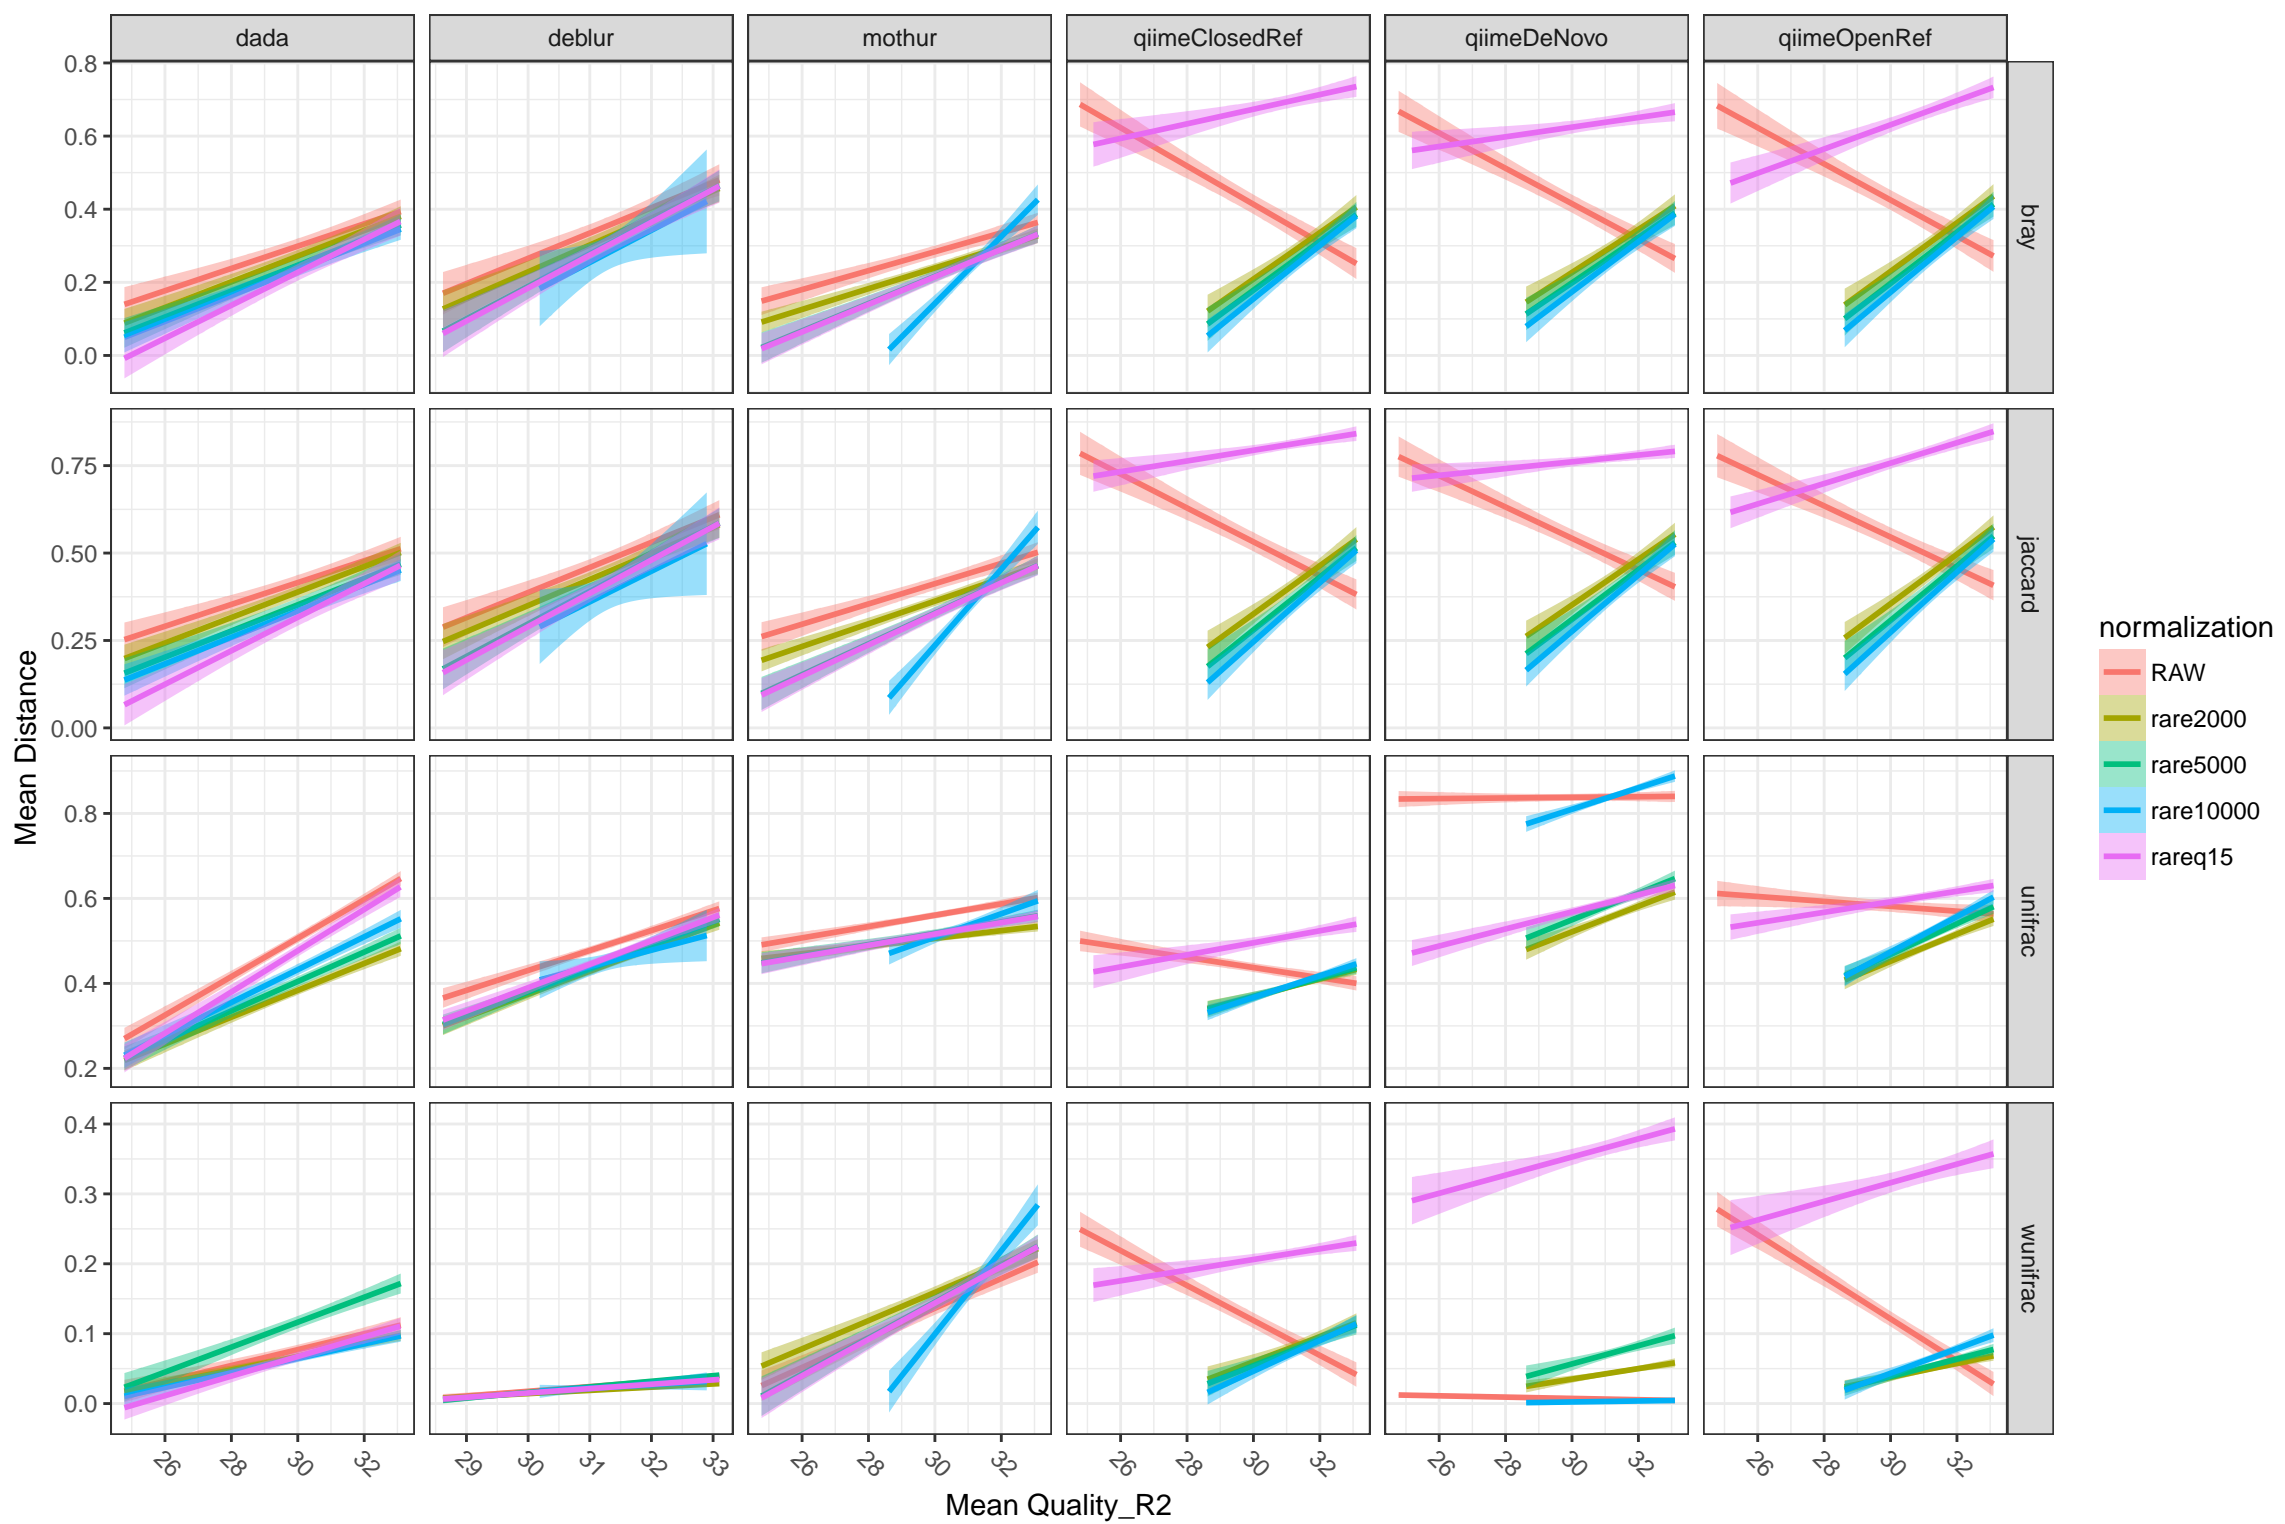 dada deblur mothur qiimeClosedRef qiimeDeNovo qiimeOpenRef
0.8
0.6
0.4
0.2
0.0
bray
0.75
0.50
0.25
0.00
jaccard
0.8
0.6
0.4
0.2
unifrac
0.4
0.3
0.2
0.1
0.0
wunifrac
Mean Distance
26 28 30 32 29 30 31 32 33 26 28 30 32 26 28 30 32 26 28 30 32 26 28 30 32
Mean Quality_R2
normalization
RAW
rare2000
rare5000
rare10000
rareq15